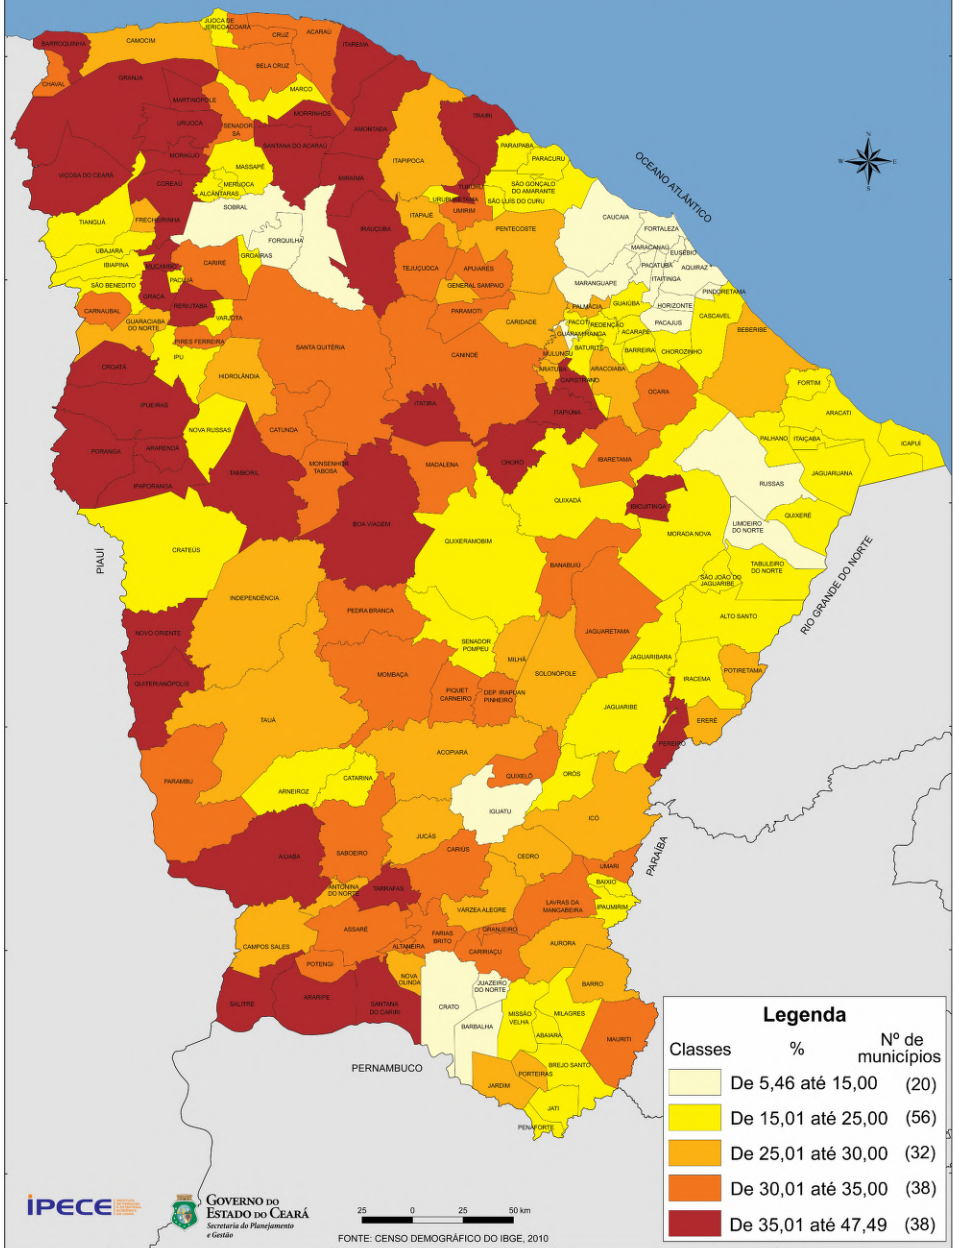 JIJOCA DE
JERICOACOARÁ
CRUZ
ACARAÚ
ITAREMA
BARROQUINHA
CAMOCIM
CHAVAL
BELA CRUZ
GRANJA
MARCO
MARTINÓPOLE
MORRINHOS
TRAIRI
URUOCA
SENADOR
SÁ
AMONTADA
SANTANA DO ACARAÚ
PARAIPABA
MORAÚJO
MASSAPÊ
ITAPIPOCA
PARACURU
OCEANO ATLÂNTICO
N
W
E
S
VIÇOSA DO CEARÁ
COREAÚ
MERUOCA
ALCÂNTARAS
MIRAIMA
TURURU
SÃO GONÇALO
DO AMARANTE
URUBURETAMA
SÃO LUÍS DO CURU
UMIRIM
SOBRAL
ITAPAJÉ
TIANGUÁ
FRECHEIRINHA
CAUCAIA
IRAUÇUBA
PENTECOSTE
FORTALEZA
FORQUILHA
MARACANAÚ
EUSÉBIO
UBAJARA
GROAÍRAS
IBIAPINA
MUCAMBO
CARIRÉ
TEJUÇUOCA
APUIARÉS
PACATUBA
AQUIRAZ
ITAITINGA
SÃO BENEDITO
PACUJÁ
GENERAL SAMPAIO
MARANGUAPE
PINDORETAMA
GRAÇA
RERIUTABA
CARNAUBAL
PALMÁCIA
GUAIÚBA
HORIZONTE
PARAMOTI
CASCAVEL
VARJOTA
GUARACIABA
DO NORTE
CARIDADE
PACOTI
REDENÇÃO
PACAJUS
BEBERIBE
ACARAPE
GUARAMIRANGA
PIRES FERREIRA
SANTA QUITÉRIA
BATURITÉ
BARREIRA
CHOROZINHO
IPU
CANINDÉ
MULUNGU
CROATÁ
HIDROLÂNDIA
ARATUBA
ARACOIABA
CAPISTRANO
FORTIM
OCARA
IPUEIRAS
ITATIRA
ITAPIÚNA
ARACATI
NOVA RUSSAS
CATUNDA
PALHANO
ITAIÇABA
ICAPUÍ
PORANGA
ARARENDÁ
MONSENHOR
TABOSA
MADALENA
CHORÓ
IBARETAMA
TAMBORIL
JAGUARUANA
RUSSAS
IPAPORANGA
QUIXADÁ
IBICUITINGA
QUIXERÉ
BOA VIAGEM
LIMOEIRO
DO NORTE
MORADA NOVA
QUIXERAMOBIM
CRATEÚS
PIAUÍ
BANABUIÚ
TABULEIRO
DO NORTE
SÃO JOÃO DO
JAGUARIBE
RIO GRANDE DO NORTE
INDEPENDÊNCIA
PEDRA BRANCA
ALTO SANTO
NOVO ORIENTE
JAGUARETAMA
SENADOR
POMPEU
MILHÃ
JAGUARIBARA
POTIRETAMA
MOMBAÇA
SOLONÓPOLE
IRACEMA
QUITERIANÓPOLIS
PIQUET
CARNEIRO
DEP. IRAPUAN
PINHEIRO
JAGUARIBE
TAUÁ
ERERÉ
PEREIRO
ACOPIARA
PARAMBU
CATARINA
QUIXELÔ
ORÓS
ARNEIROZ
IGUATU
ICÓ
JUCÁS
AIUABA
SABOEIRO
CARIÚS
CEDRO
PARAÍBA
UMARI
ANTONINA
DO NORTE
TARRAFAS
BAIXIO
VÁRZEA ALEGRE
LAVRAS DA
MANGABEIRA
IPAUMIRIM
ASSARÉ
FARIAS
BRITO
GRANJEIRO
CAMPOS SALES
ALTANEIRA
CARIRIAÇU
AURORA
POTENGI
NOVA
OLINDA
JUAZEIRO
DO NORTE
BARRO
SALITRE
ARARIPE
SANTANA
DO CARIRI
CRATO
MISSÃO
VELHA
MILAGRES
BARBALHA
ABAIARA
MAURITI
PERNAMBUCO
BREJO SANTO
PORTEIRAS
JARDIM
JATI
PENAFORTE
Legenda
Classes % Nº de
municípios
De 5,46 até 15,00 (20)
De 15,01 até 25,00 (56)
De 25,01 até 30,00 (32)
De 30,01 até 35,00 (38)
De 35,01 até 47,49 (38)
IPECE
GOVERNO DO
ESTADO DO CEARÁ
Secretaria do Planejamento
e Gestão
25 0 25 50 km
FONTE: CENSO DEMOGRÁFICO DO IBGE, 2010